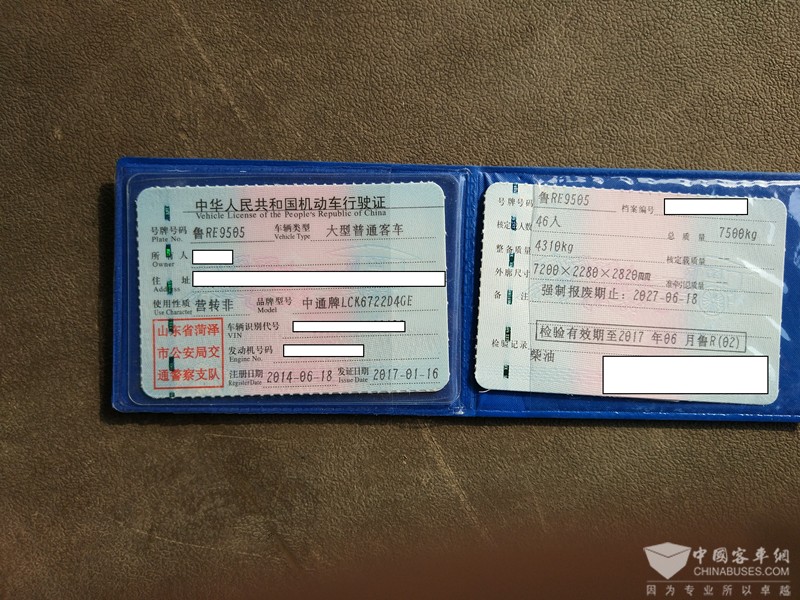 中华人民共和国机动车行驶证
Vehicle License of the People's Republic of China
号牌号码 鲁RE9505 车辆类型 大型普通客车
Plate No. Vehicle Type
所 人
Owner
住 址
Address
使用性质 营转非 品牌型号 中通牌LCK6722D4GE
Use Character Model
山东省菏泽
市公安局交
通警察支队
车辆识别代号
VIN
发动机号码
Engine No.
注册日期 2014-06-18 发证日期 2017-01-16
Register Date Issue Date
号牌号码 鲁RE9505 档案编号
核定 人数 46人 总 质 量 7500kg
整备质量 4310kg 核定载质量
外廓尺寸 7200×2280×2820 准牵引总质量
备 注 强制报废期止：2027-06-18
检验有效期至2017 年06 月鲁R(02)
检验记录
柴油
中国客车网
CHINABUSES.COM
因为专业所以卓越